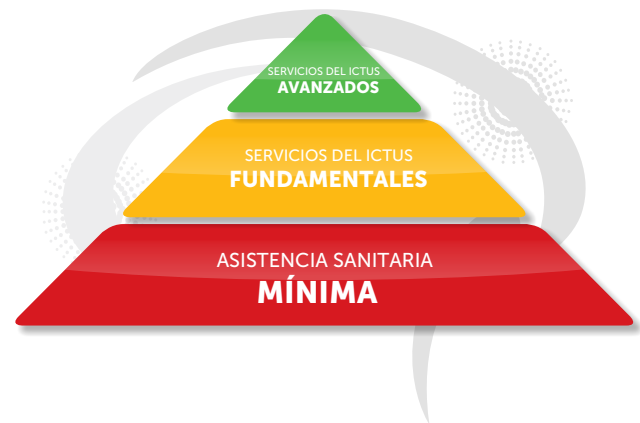 SERVICIOS DEL ICTUS
AVANZADOS
SERVICIOS DEL ICTUS
FUNDAMENTALES
ASISTENCIA SANITARIA
MÍNIMA